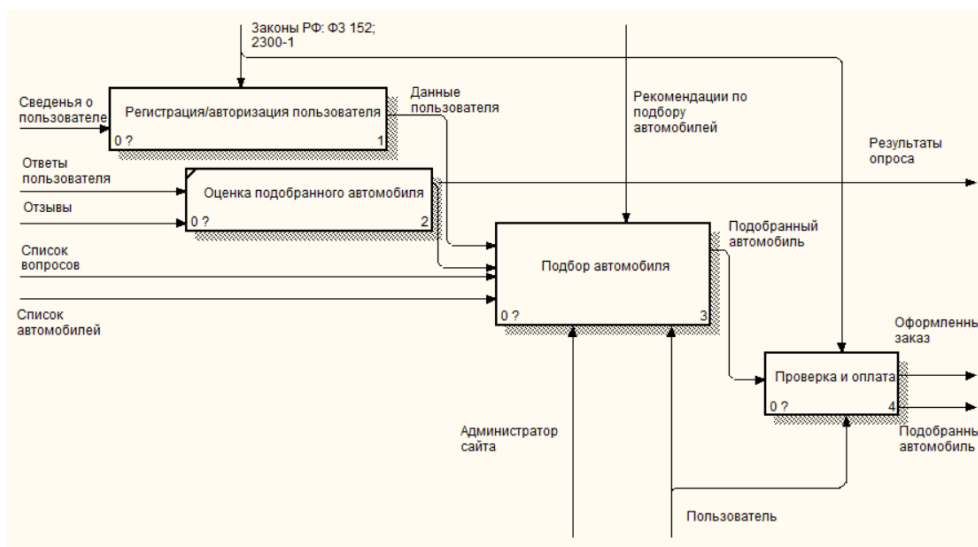 Законы РФ: ФЗ 152;
2300-1
Сведенья о
пользователе
Регистрация/авторизация пользователя
0 ?
1
Данные
пользователя
Рекомендации по
подбору
автомобилей
Результаты
опроса
Ответы
пользователя
Отзывы
Оценка подобранного автомобиля
0 ?
2
Список
вопросов
Список
автомобилей
Подбор автомобиля
0 ?
3
Подобранный
автомобиль
Оформленны
заказ
Проверка и оплата
0 ?
4
Подобранны
автомобиль
Администратор
сайта
Пользователь